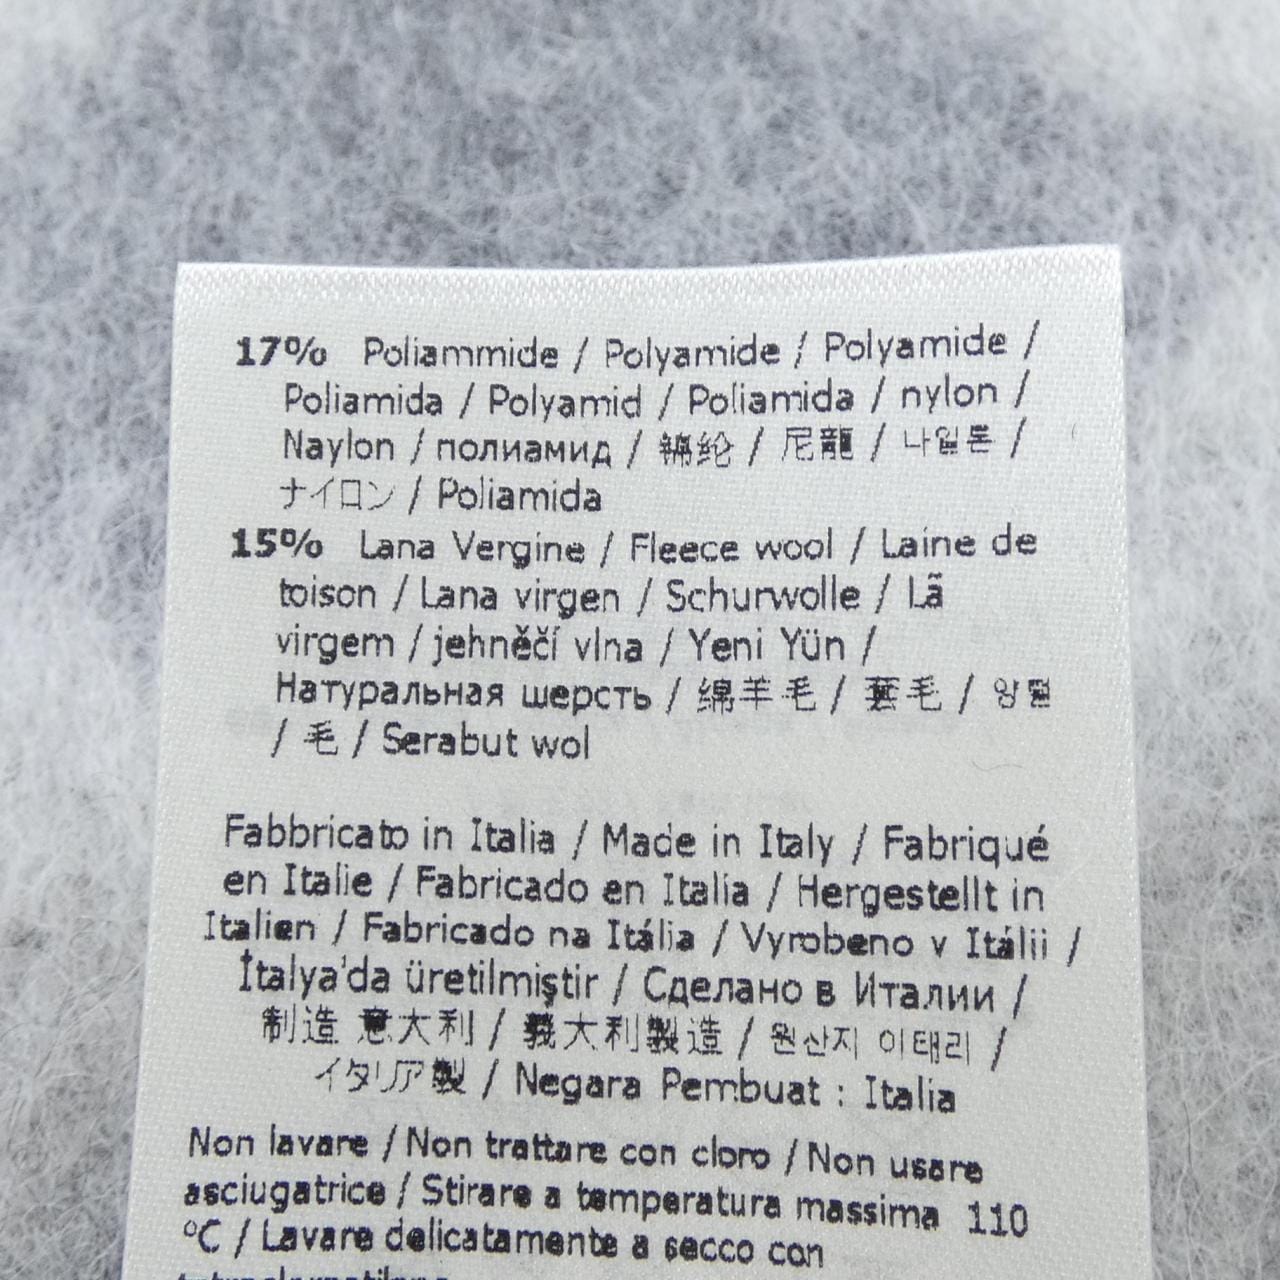 17% Poliammide / Polyamide / Polyamide /
Poliamida / Polyamid / Poliamida / nylon /
Naylon / полиамид / 锦纶 / 尼龍 / 나일론 /
ナイロン / Poliamida
15% Lana Vergine / Fleece wool / Laine de
toison / Lana virgen / Schurwolle / Lã
virgem / jehněčí vlna / Yeni Yün /
Натуральная шерсть / 绵羊毛 / 毛 / 양털
/ 毛 / Serabut wol
Fabbricato in Italia / Made in Italy / Fabriqué
en Italie / Fabricado en Italia / Hergestellt in
Italien / Fabricado na Itália / Vyrobeno v Itálii /
İtalya'da üretilmiştir / Сделано в Италии /
制造 意大利 / 義大利製造 / 원산지 이태리 /
イタリア製 / Negara Pembuat : Italia
Non lavare / Non trattare con cloro / Non usare
asciugatrice / Stirare a temperatura massima 110
°C / Lavare delicatamente a secco con